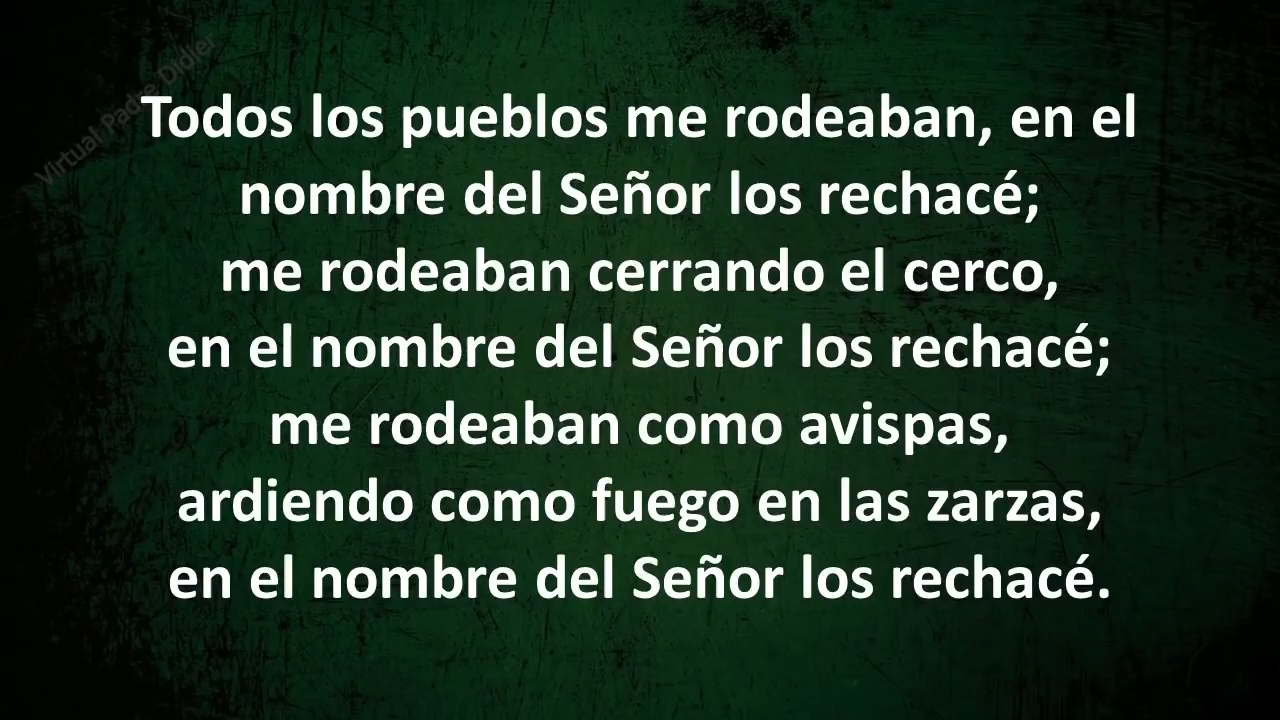 Virtual Padre Didier
Todos los pueblos me rodeaban, en el
nombre del Señor los rechacé;
me rodeaban cerrando el cerco,
en el nombre del Señor los rechacé;
me rodeaban como avispas,
ardiendo como fuego en las zarzas,
en el nombre del Señor los rechacé.